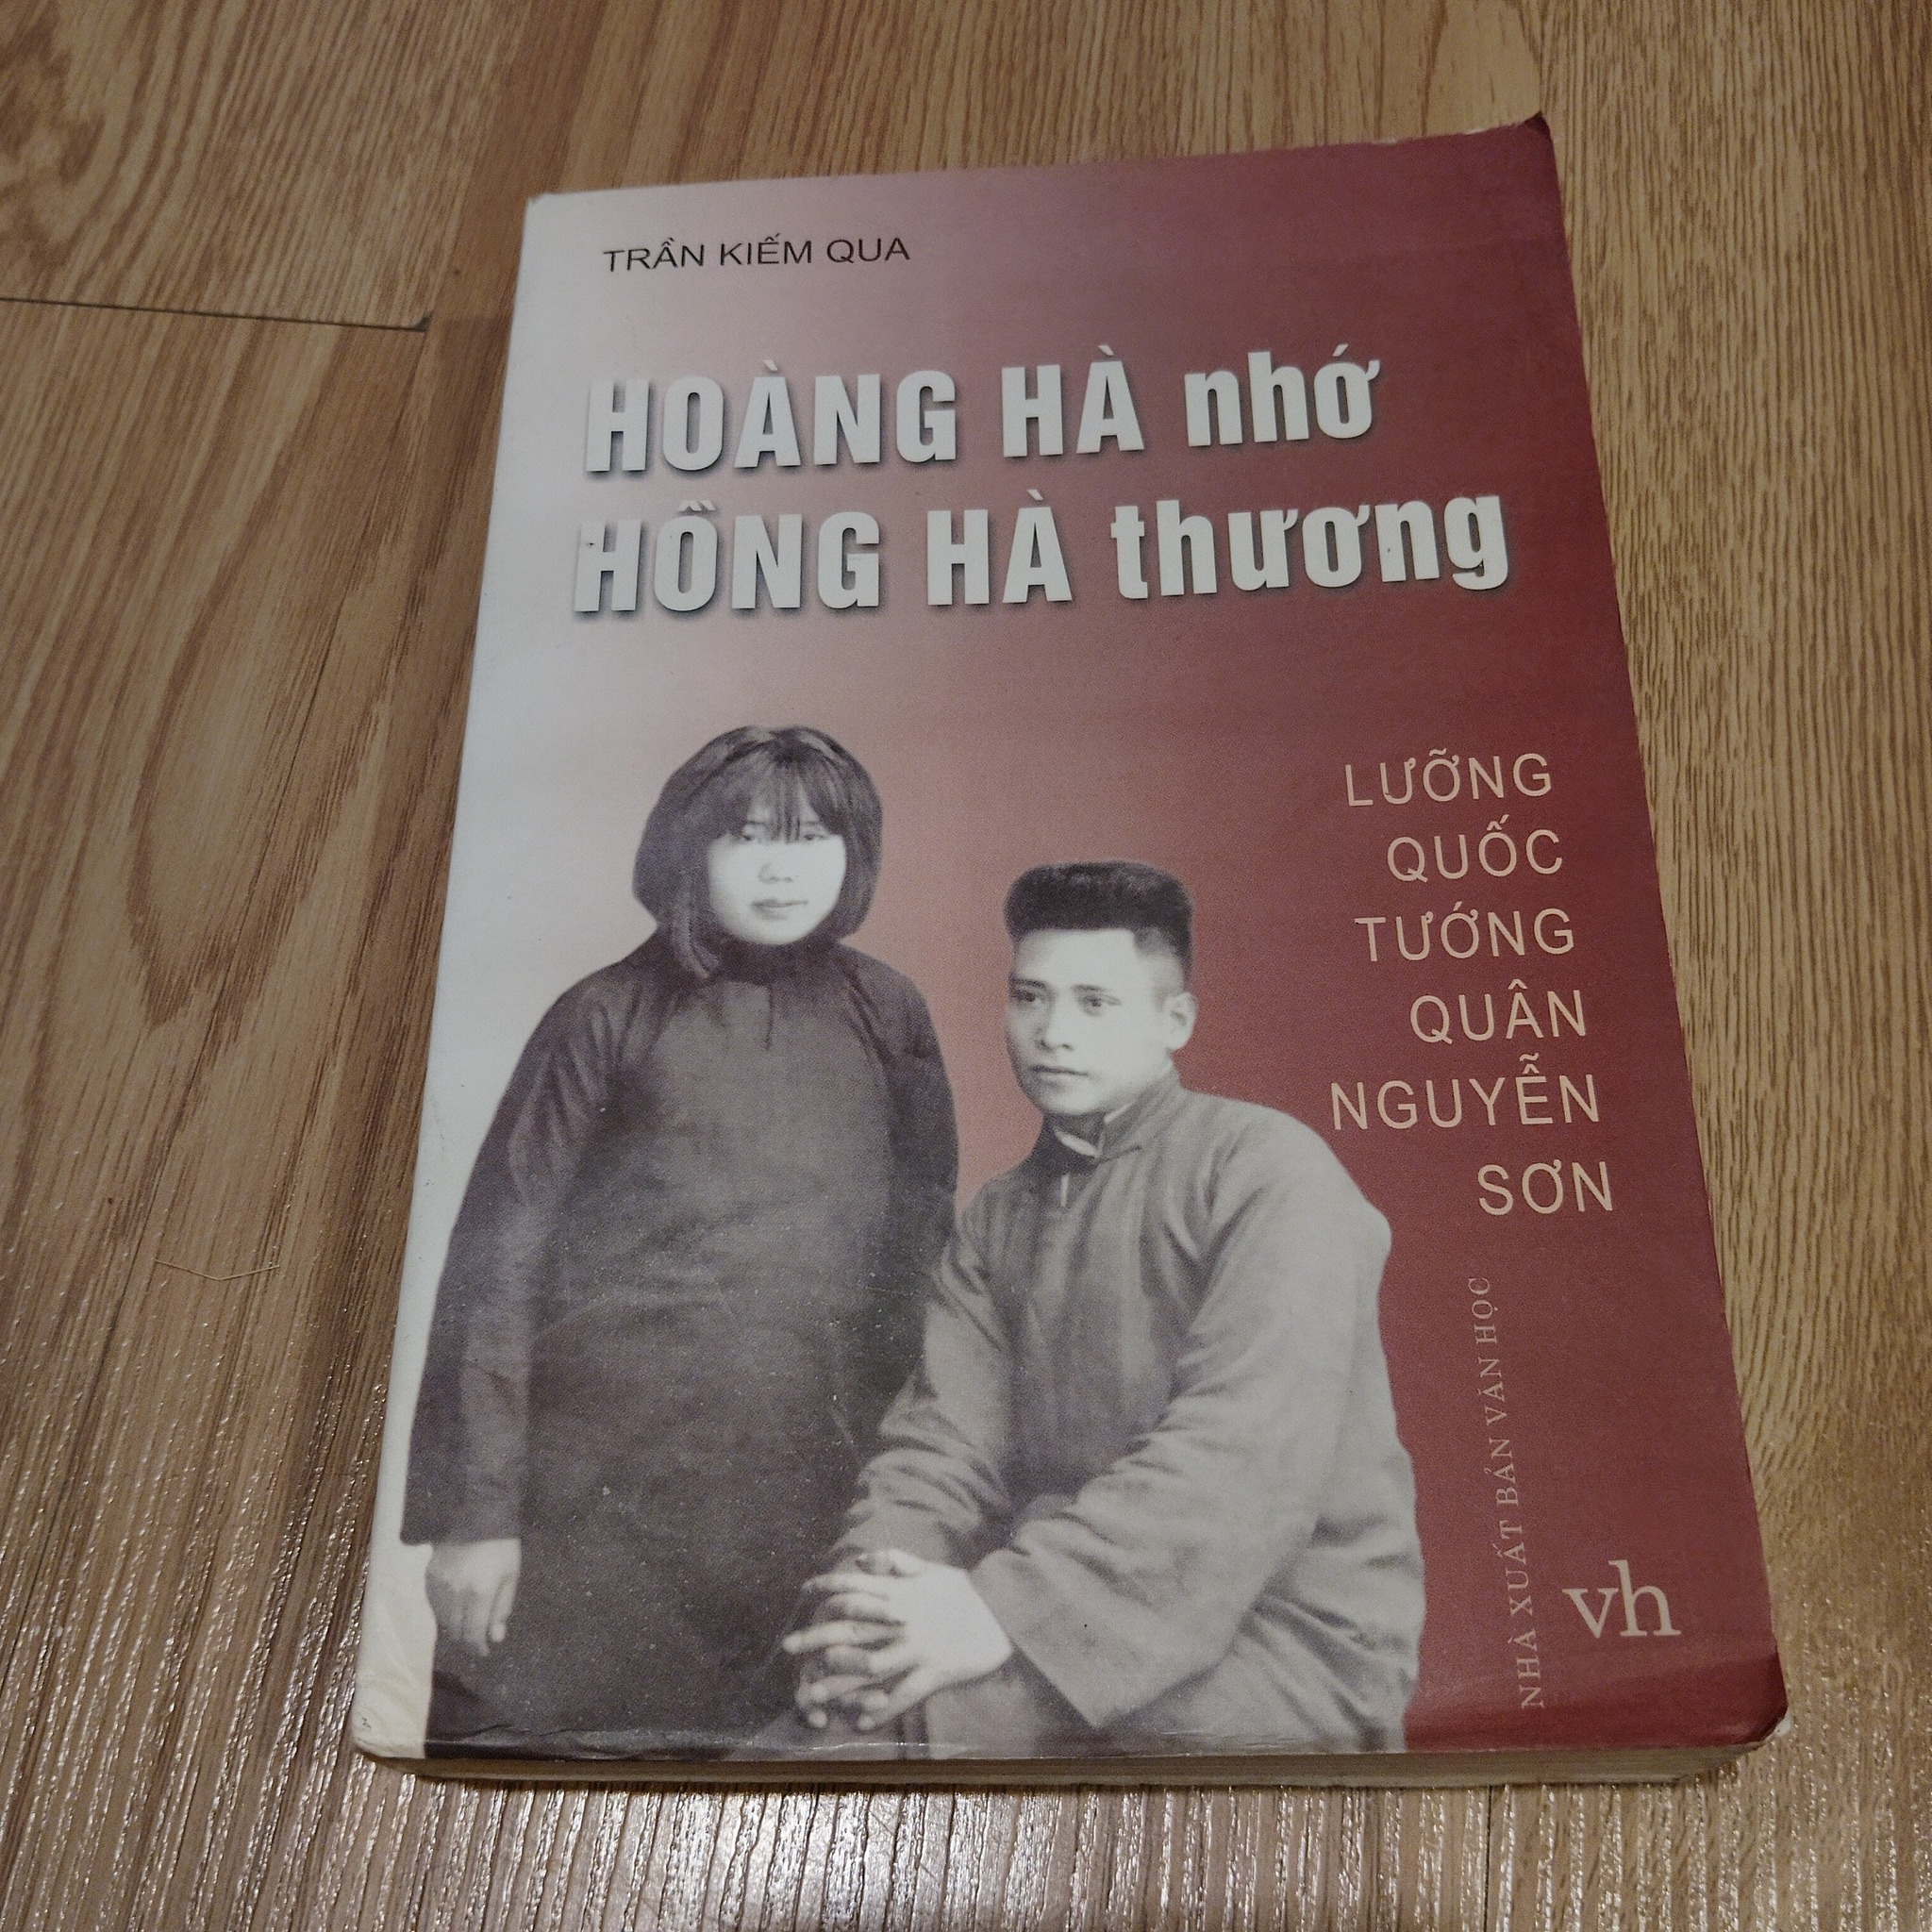 TRẦN KIẾM QUA
HOÀNG HÀ nhớ
HỒNG HÀ thương
LƯỠNG
QUỐC
TƯỚNG
QUÂN
NGUYỄN
SƠN
NHÀ XUẤT BẢN VĂN HỌC
vh